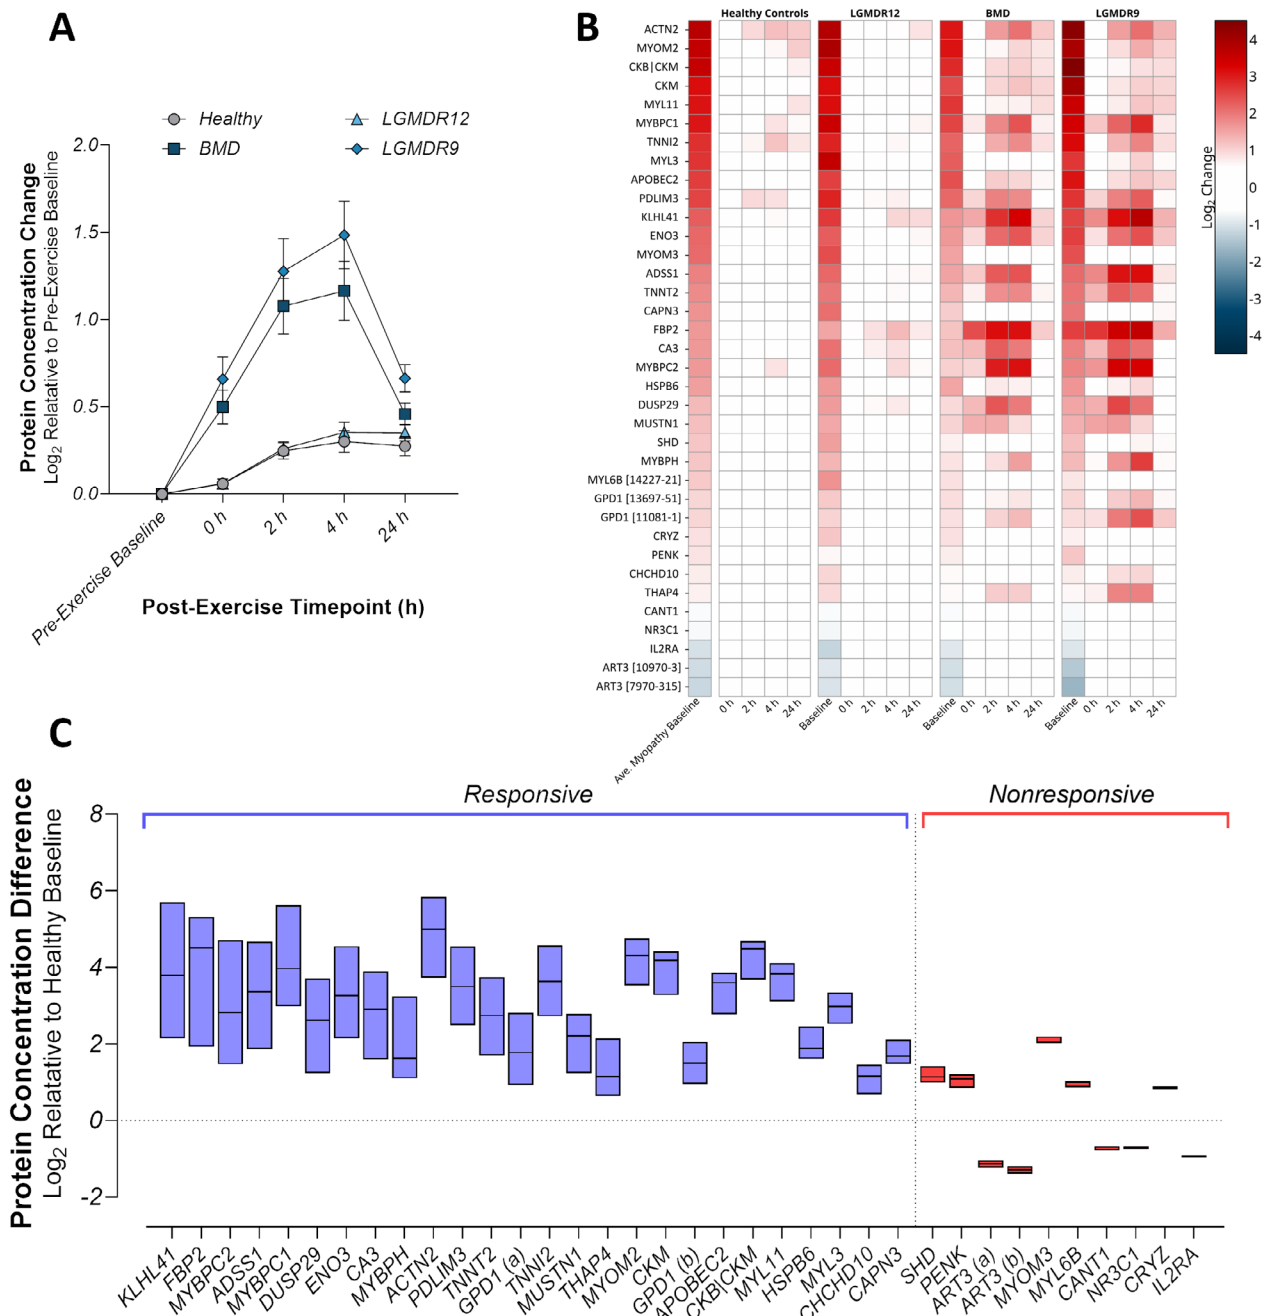 A
Healthy
LGMDR12
BMD
LGMDR9
Protein Concentration Change
Log2 Relatative to Pre-Exercise Baseline
2.0
1.5
1.0
0.5
0.0
Pre-Exercise Baseline
0 h
2 h
4 h
24 h
Post-Exercise Timepoint (h)
B
Healthy Controls
LGMDR12
BMD
LGMDR9
ACTN2
MYOM2
CKB|CKM
CKM
MYL11
MYBPC1
TNNI2
MYL3
APOBEC2
PDLIM3
KLHL41
ENO3
MYOM3
ADSS1
TNNT2
CAPN3
FBP2
CA3
MYBPC2
HSPB6
DUSP29
MUSTN1
SHD
MYBPH
MYL6B [14227-21]
GPD1 [13697-51]
GPD1 [11081-1]
CRYZ
PENK
CHCHD10
THAP4
CANT1
NR3C1
IL2RA
ART3 [10970-3]
ART3 [7970-315]
Ave. Myopathy Baseline
0 h
2 h
4 h
24 h
Baseline
0 h
2 h
4 h
24 h
Baseline
0 h
2 h
4 h
24 h
Baseline
0 h
2 h
4 h
24 h
Log2 Change
4
3
2
1
0
-1
-2
-3
-4
C
Responsive
Nonresponsive
Protein Concentration Difference
Log2 Relatative to Healthy Baseline
8
6
4
2
0
-2
KLHL41
FBP2
MYBPC2
ADSS1
MYBPC1
DUSP29
ENO3
CA3
MYBPH
ACTN2
PDLIM3
TNNT2
GPD1 (a)
TNNI2
MUSTN1
THAP4
MYOM2
CKM
GPD1 (b)
APOBEC2
CKBICKM
MYL11
HSPB6
MYL3
CHCHD10
CAPN3
SHD
PENK
ART3 (a)
ART3 (b)
MYOM3
MYL6B
CANT1
NR3C1
CRYZ
IL2RA